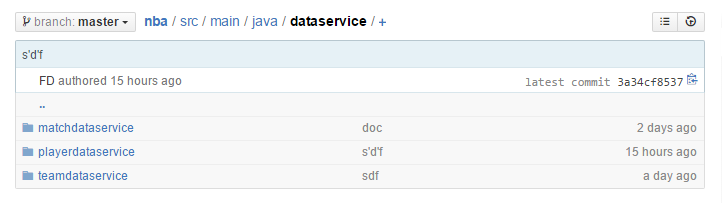 branch: master nba / src / main / java / dataservice / +
s'd'f
FD authored 15 hours ago latest commit 3a34cf8537
..
matchdataservice doc 2 days ago
playerdataservice s'd'f 15 hours ago
teamdataservice sdf a day ago